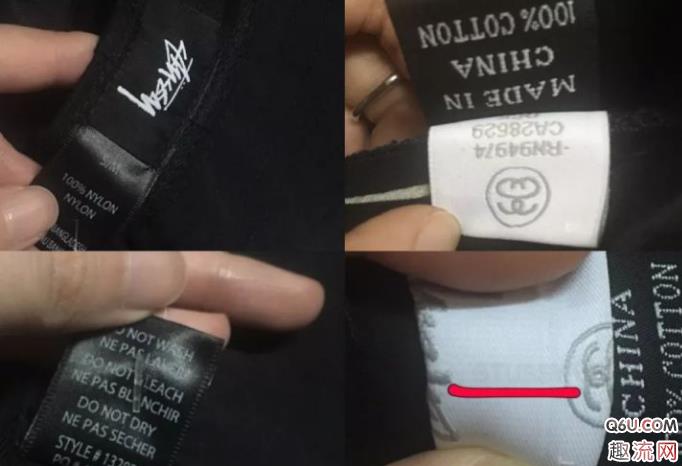 Stüssy
100% NYLON
NYLON
100% COTTON
CHINA
MADE IN
CA28629
RN94974
DO NOT WASH
NE PAS LAVER
DO NOT BLEACH
NE PAS BLANCHIR
DO NOT DRY
NE PAS SECHER
CHINA
COTTON
Q6U.COM
趣流网